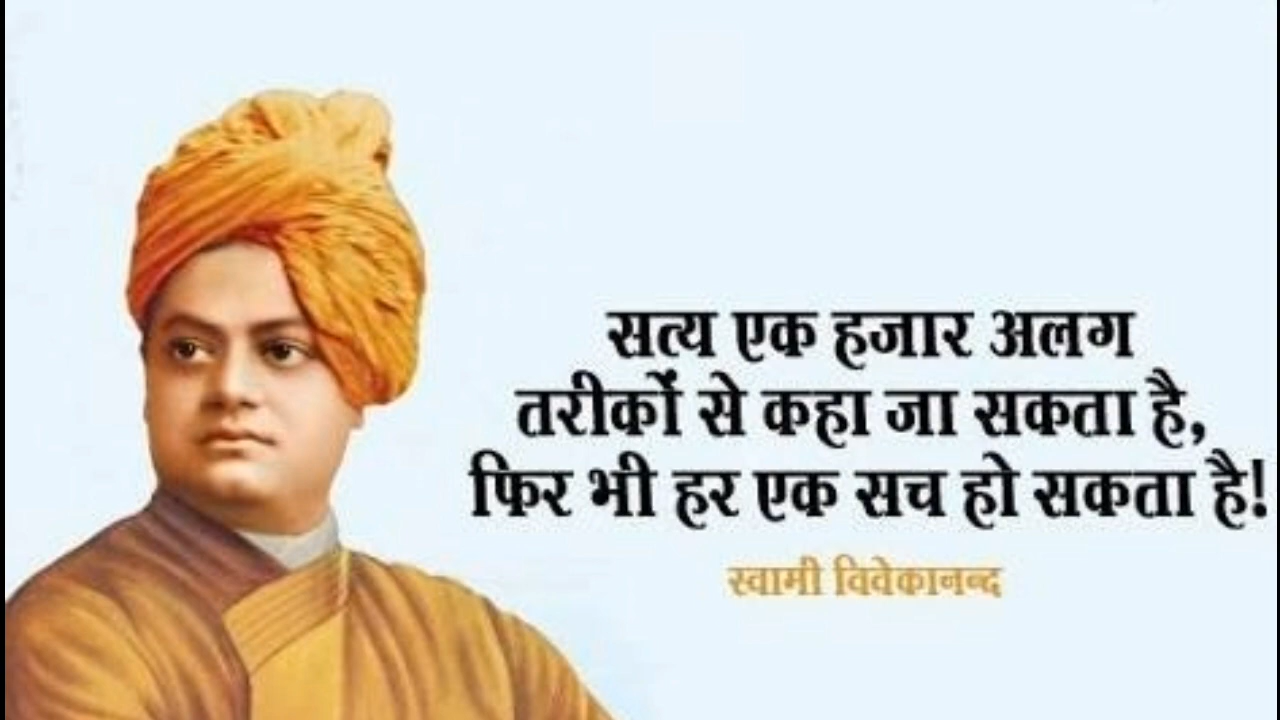 सत्य एक हजार अलग
तरीकों से कहा जा सकता है,
फिर भी हर एक सच हो सकता है!
स्वामी विवेकानन्द